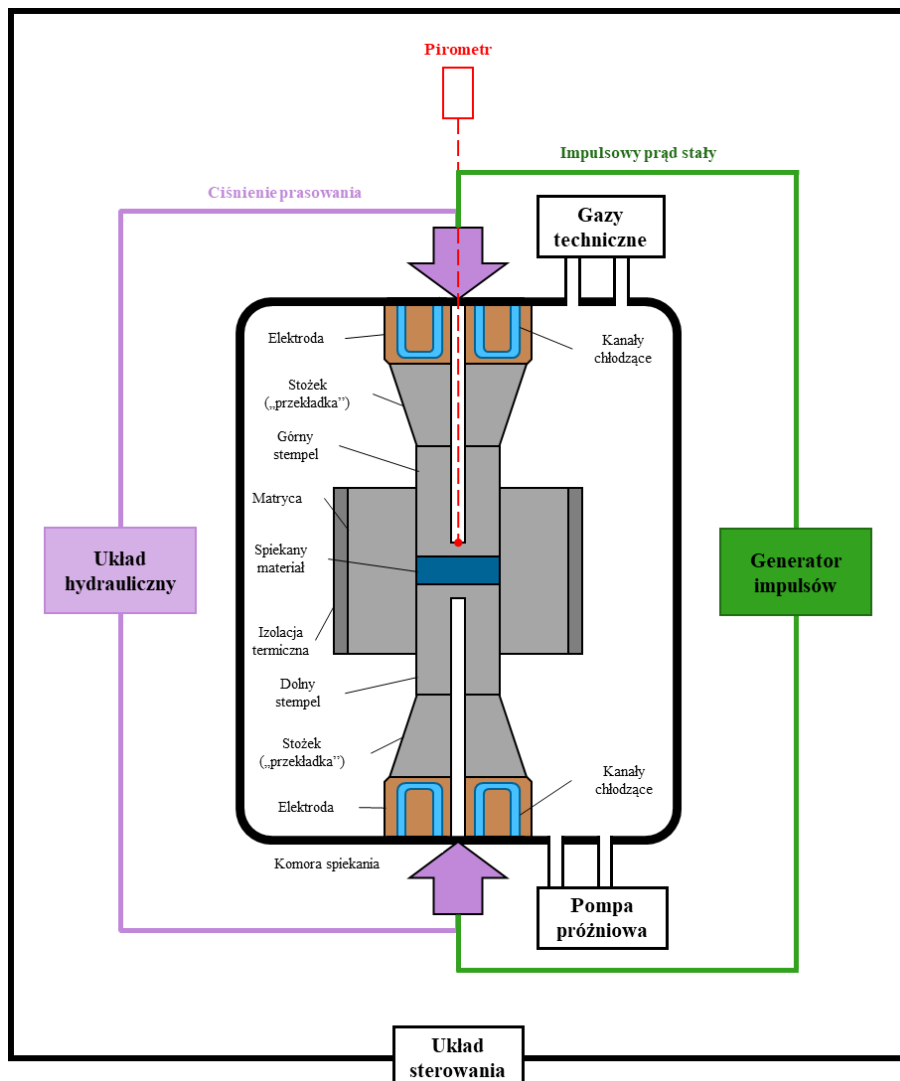 Pirometr
Impulsowy prąd stały
Ciśnienie prasowania
Gazy
techniczne
Elektroda
Kanały
chłodzące
Stożek
(„przekładka”)
Górny
stempel
Matryca
Spiekany
materiał
Układ
hydrauliczny
Generator
impulsów
Izolacja
termiczna
Dolny
stempel
Stożek
(„przekładka”)
Kanały
chłodzące
Elektroda
Komora spiekania
Pompa
próżniowa
Układ
sterowania